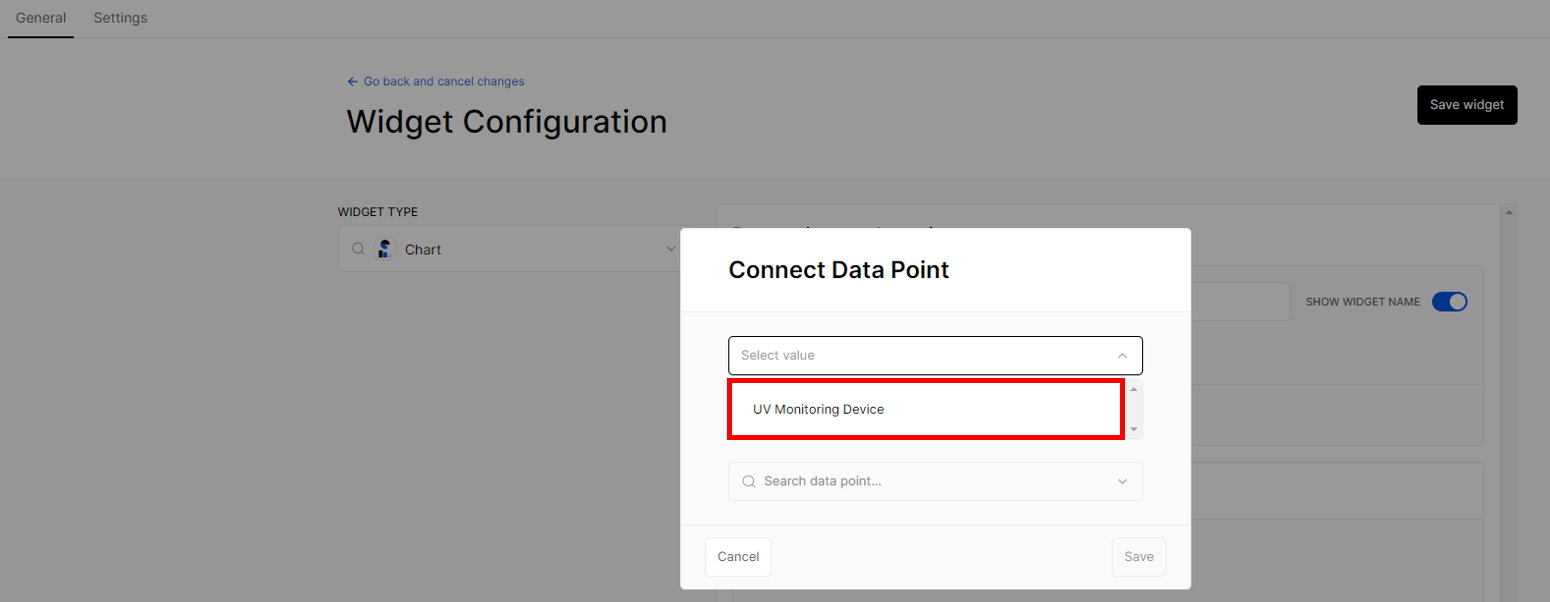 General Settings
Go back and cancel changes
Widget Configuration
Save widget
WIDGET TYPE
Chart
SHOW WIDGET NAME
Connect Data Point
Select value
UV Monitoring Device
Search data point...
Cancel
Save